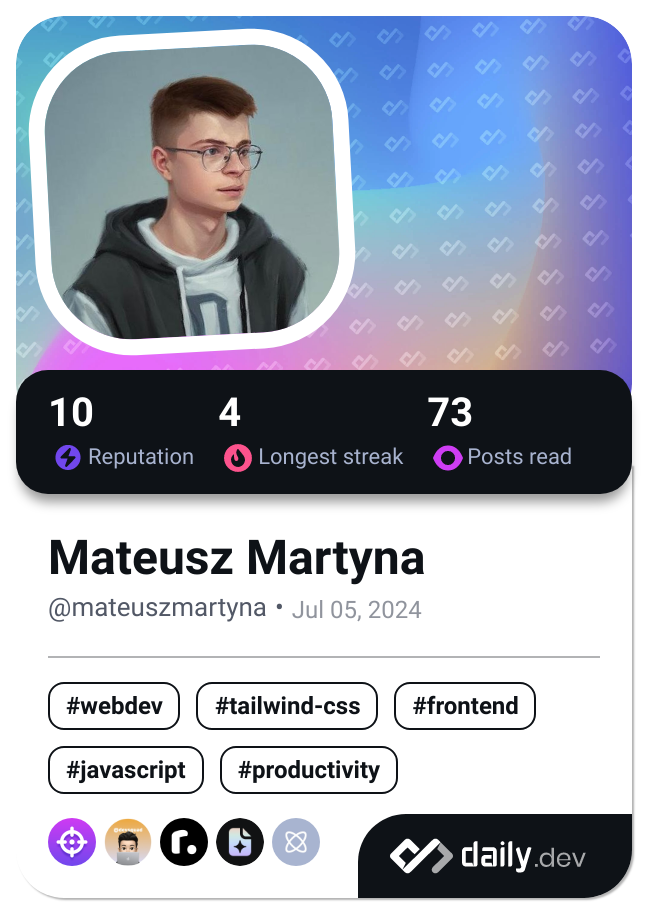 10 4 73
Reputation Longest streak Posts read
Mateusz Martyna
@mateuszmartyna • Jul 05, 2024
#webdev #tailwind-css #frontend
#javascript #productivity
daily.dev